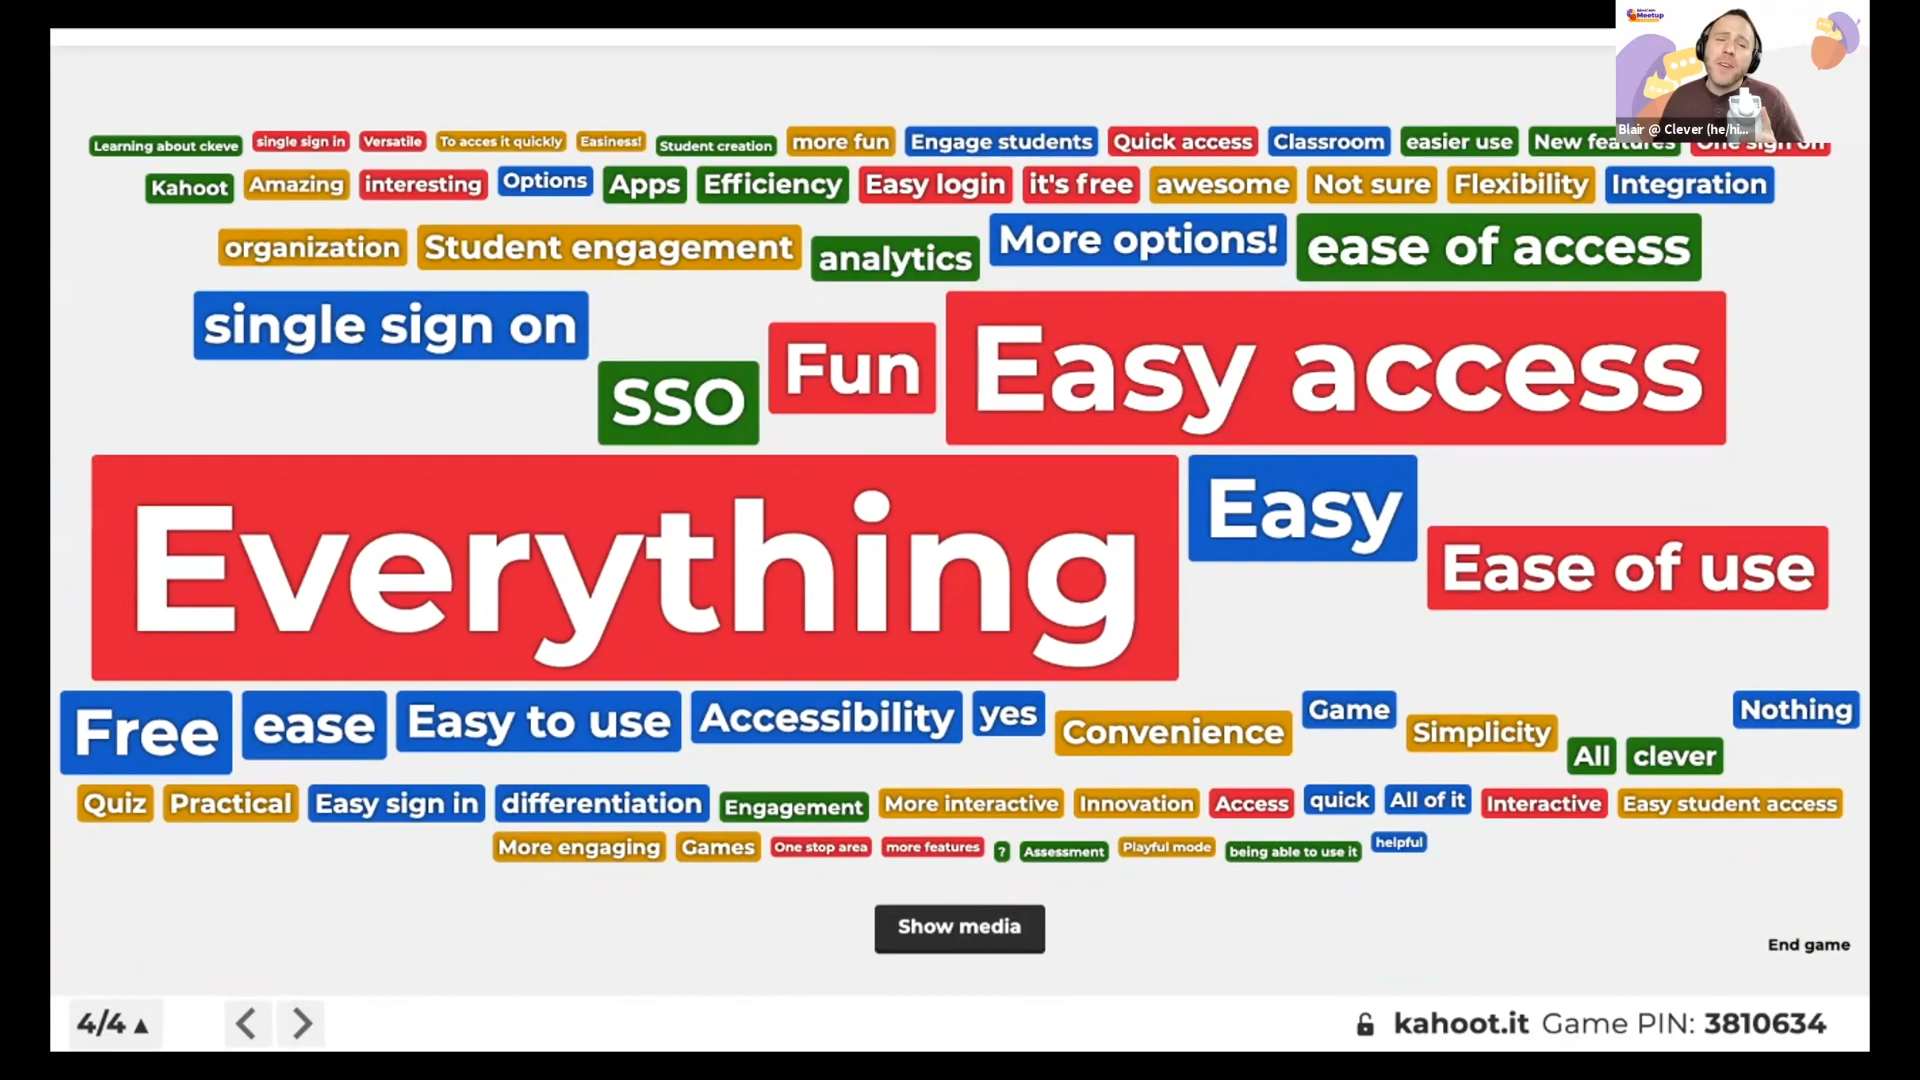 Meetup
Blair @ Clever (he/hi...
Learning about ckeve single sign in Versatile To acces it quickly Easiness! Student creation more fun Engage students Quick access Classroom easier use New features One sign on
Kahoot Amazing interesting Options Apps Efficiency Easy login it's free awesome Not sure Flexibility Integration
organization Student engagement analytics More options! ease of access
single sign on SSO Fun Easy access
Everything Easy Ease of use
Free ease Easy to use Accessibility yes Convenience Game Simplicity All clever Nothing
Quiz Practical Easy sign in differentiation Engagement More interactive Innovation Access quick All of it Interactive Easy student access
More engaging Games One stop area more features ? Assessment Playful mode being able to use it helpful
Show media
End game
4/4 ▲ kahoot.it Game PIN: 3810634